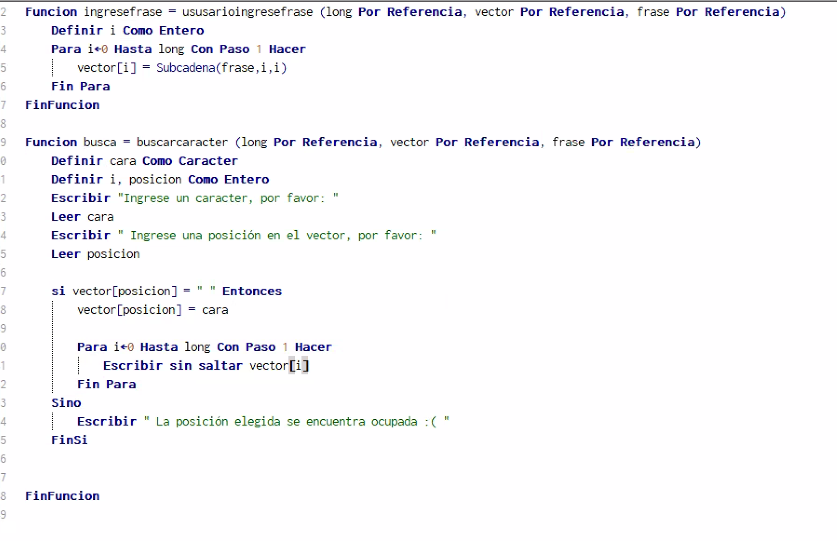 2 Funcion ingresefrase = ususarioingresefrase (long Por Referencia, vector Por Referencia, frase Por Referencia)
3 Definir i Como Entero
4 Para i←0 Hasta long Con Paso 1 Hacer
5 vector[i] = Subcadena(frase,i,i)
6 Fin Para
7 FinFuncion
8
9 Funcion busca = buscarcaracter (long Por Referencia, vector Por Referencia, frase Por Referencia)
0 Definir cara Como Caracter
1 Definir i, posicion Como Entero
2 Escribir "Ingrese un caracter, por favor: "
3 Leer cara
4 Escribir " Ingrese una posición en el vector, por favor: "
5 Leer posicion
6
7 si vector[posicion] = " " Entonces
8 vector[posicion] = cara
9
0 Para i←0 Hasta long Con Paso 1 Hacer
1 Escribir sin saltar vector[i]
2 Fin Para
3 Sino
4 Escribir " La posición elegida se encuentra ocupada :( "
5 FinSi
6
7
8 FinFuncion
9